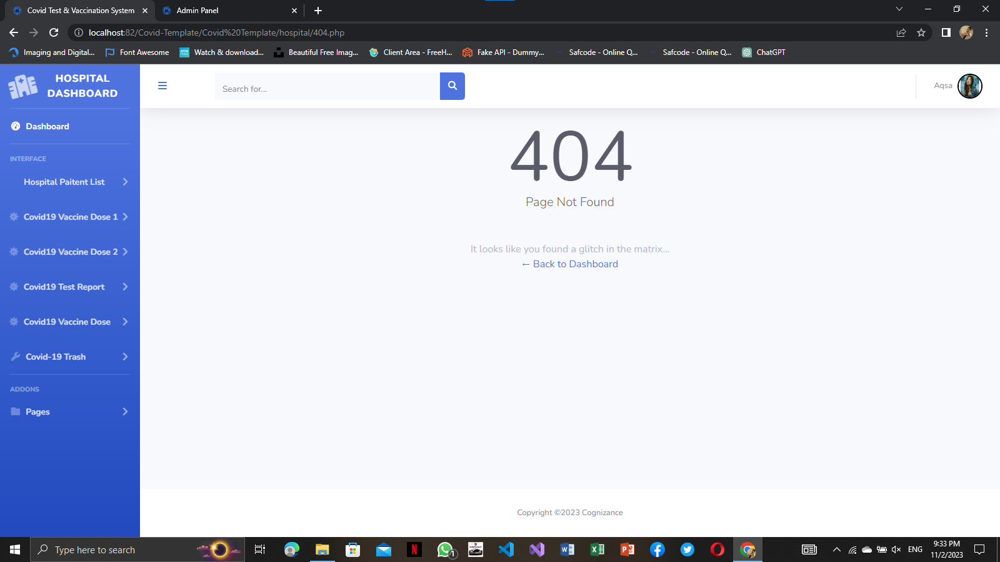 Covid Test & Vaccination System
Admin Panel
localhost:82/Covid-Template/Covid%20Template/hospital/404.php
Imaging and Digital...
Font Awesome
eros now
Watch & download...
Beautiful Free Imag...
Client Area - FreeH...
Fake API - Dummy...
Safcode - Online Q...
Safcode - Online Q...
ChatGPT
HOSPITAL
DASHBOARD
Search for...
Aqsa
Dashboard
INTERFACE
Hospital Paitent List
Covid19 Vaccine Dose 1
Covid19 Vaccine Dose 2
Covid19 Test Report
Covid19 Vaccine Dose
Covid-19 Trash
ADDONS
Pages
404
Page Not Found
It looks like you found a glitch in the matrix...
← Back to Dashboard
Copyright ©2023 Cognizance
Type here to search
N
1
W
X
P
ENG
9:33 PM
11/2/2023